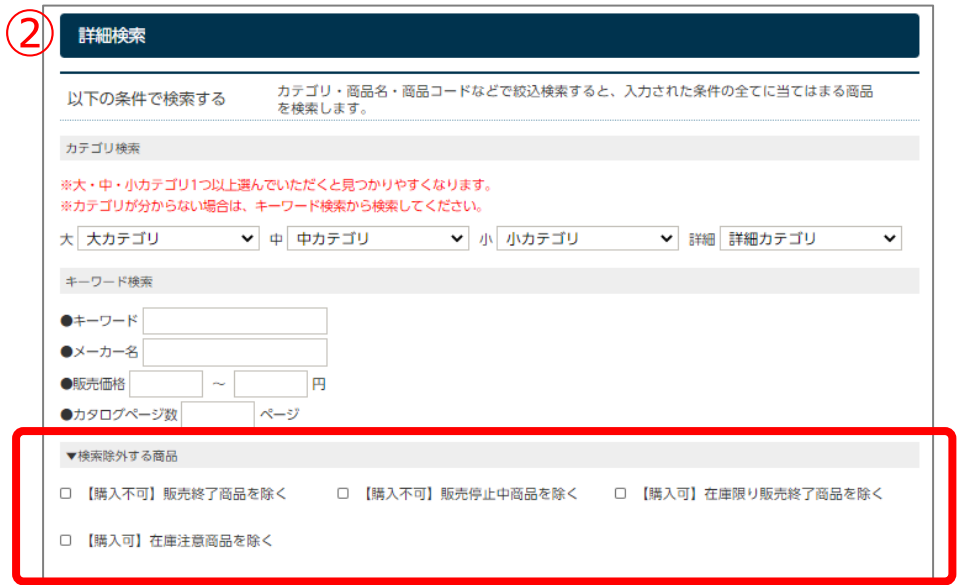 ②
詳細検索
以下の条件で検索する
カテゴリ・商品名・商品コードなどで絞込検索すると、入力された条件の全てに当てはまる商品
を検索します。
カテゴリ検索
※大・中・小カテゴリ1つ以上選んでいただくと見つかりやすくなります。
※カテゴリが分からない場合は、キーワード検索から検索してください。
大 大カテゴリ 中 中カテゴリ 小 小カテゴリ 詳細 詳細カテゴリ
キーワード検索
●キーワード
●メーカー名
●販売価格 ～ 円
●カタログページ数 ページ
▼検索除外する商品
【購入不可】販売終了商品を除く 【購入不可】販売停止中商品を除く 【購入可】在庫限り販売終了商品を除く
【購入可】在庫注意商品を除く